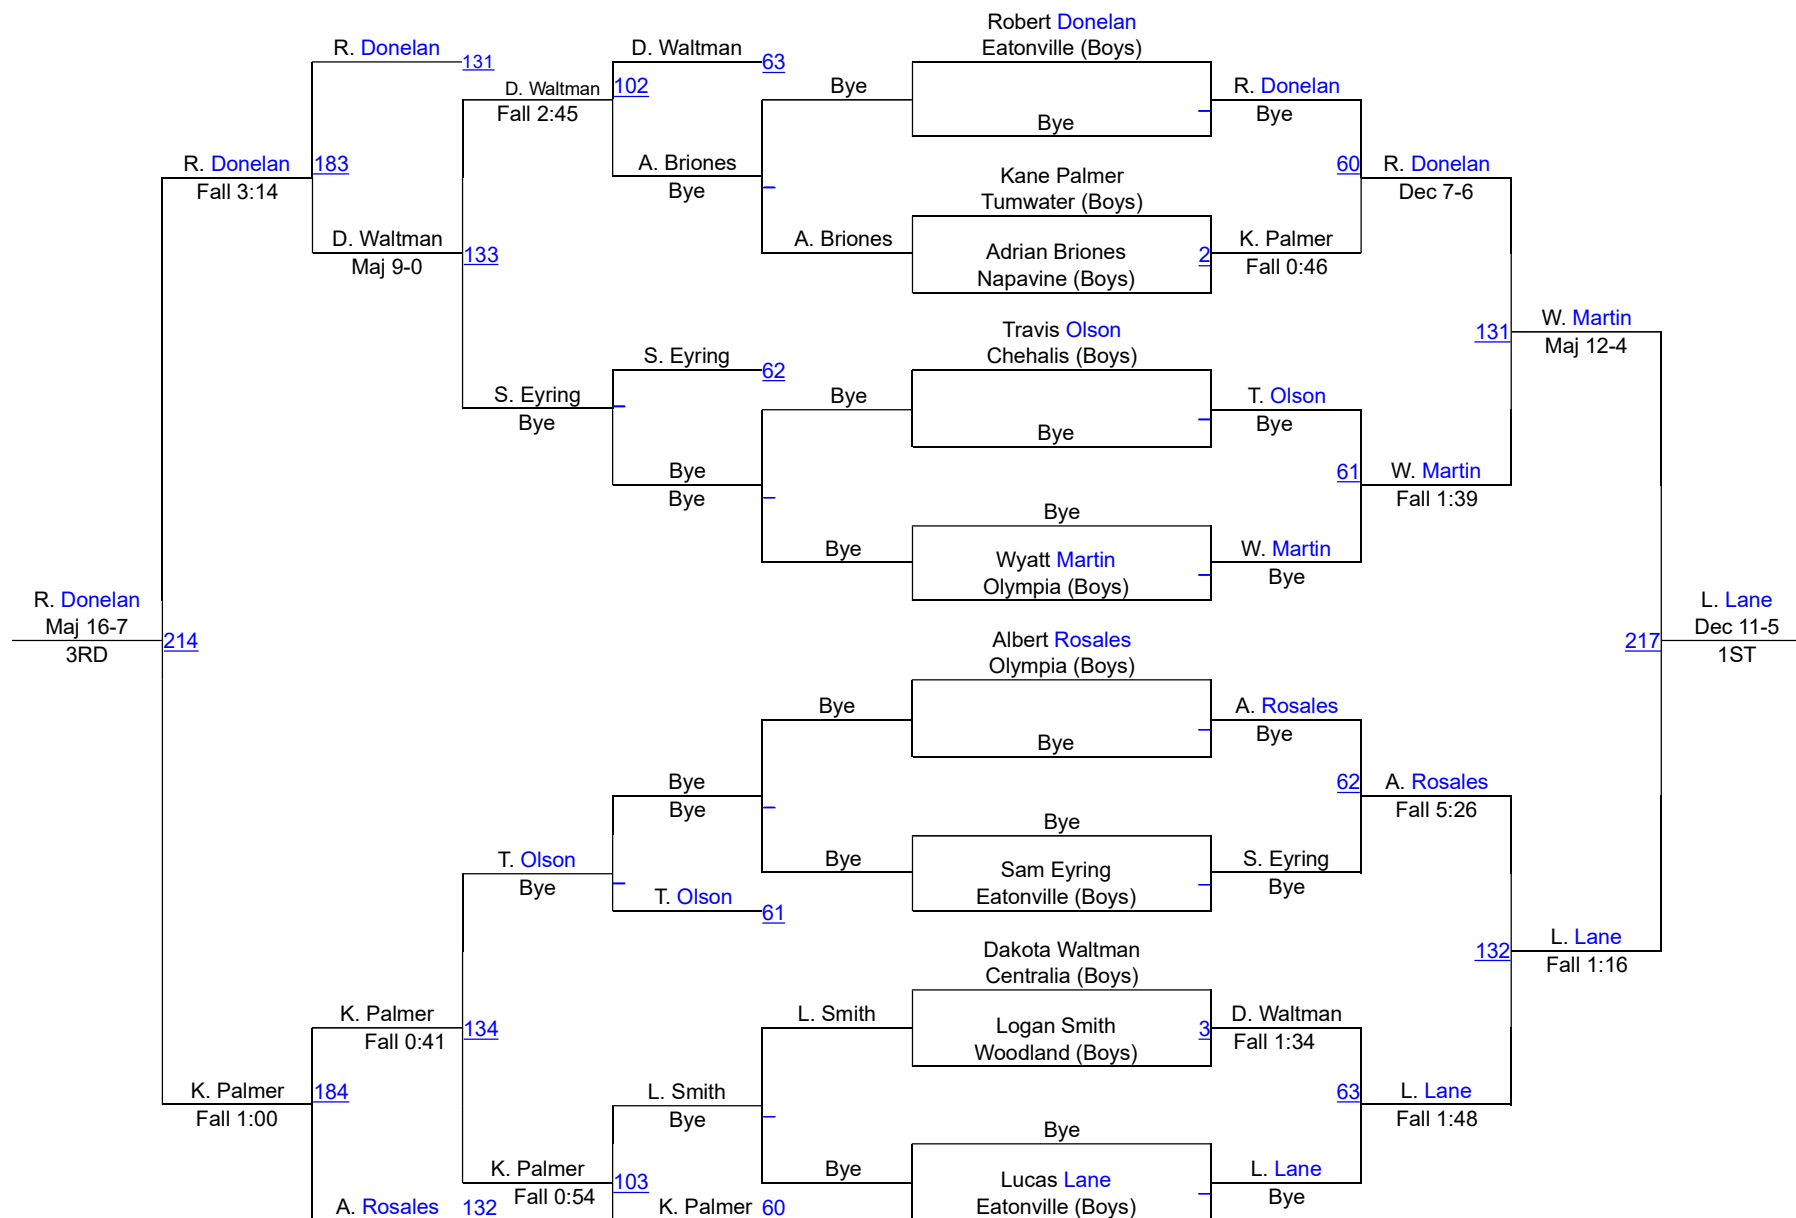 Robert Donelan
R. Donelan
D. Waltman
Eatonville (Boys)
131
63
D. Waltman
102
Bye
R. Donelan
Fall 2:45
Bye
Bye
R. Donelan
183
A. Briones
60
R. Donelan
Fall 3:14
Bye
Kane Palmer
Dec 7-6
Tumwater (Boys)
D. Waltman
133
A. Briones
Adrian Briones
2
K. Palmer
Maj 9-0
Napavine (Boys)
Fall 0:46
Travis Olson
131
W. Martin
S. Eyring
62
Chehalis (Boys)
Maj 12-4
S. Eyring
Bye
T. Olson
Bye
Bye
Bye
Bye
61
W. Martin
Bye
Fall 1:39
Bye
Bye
Wyatt Martin
W. Martin
Olympia (Boys)
Bye
R. Donelan
L. Lane
Maj 16-7
214
Albert Rosales
217
Dec 11-5
3RD
Olympia (Boys)
1ST
Bye
A. Rosales
Bye
Bye
Bye
62
A. Rosales
Bye
Fall 5:26
Bye
T. Olson
Bye
Sam Eyring
S. Eyring
Bye
T. Olson
61
Eatonville (Boys)
Bye
Dakota Waltman
132
L. Lane
Centralia (Boys)
Fall 1:16
K. Palmer
134
L. Smith
Logan Smith
3
D. Waltman
Fall 0:41
Woodland (Boys)
Fall 1:34
K. Palmer
184
L. Smith
63
L. Lane
Fall 1:00
Bye
Bye
Fall 1:48
K. Palmer
103
Bye
Lucas Lane
L. Lane
Fall 0:54
Bye
A. Rosales
132
K. Palmer
60
Eatonville (Boys)